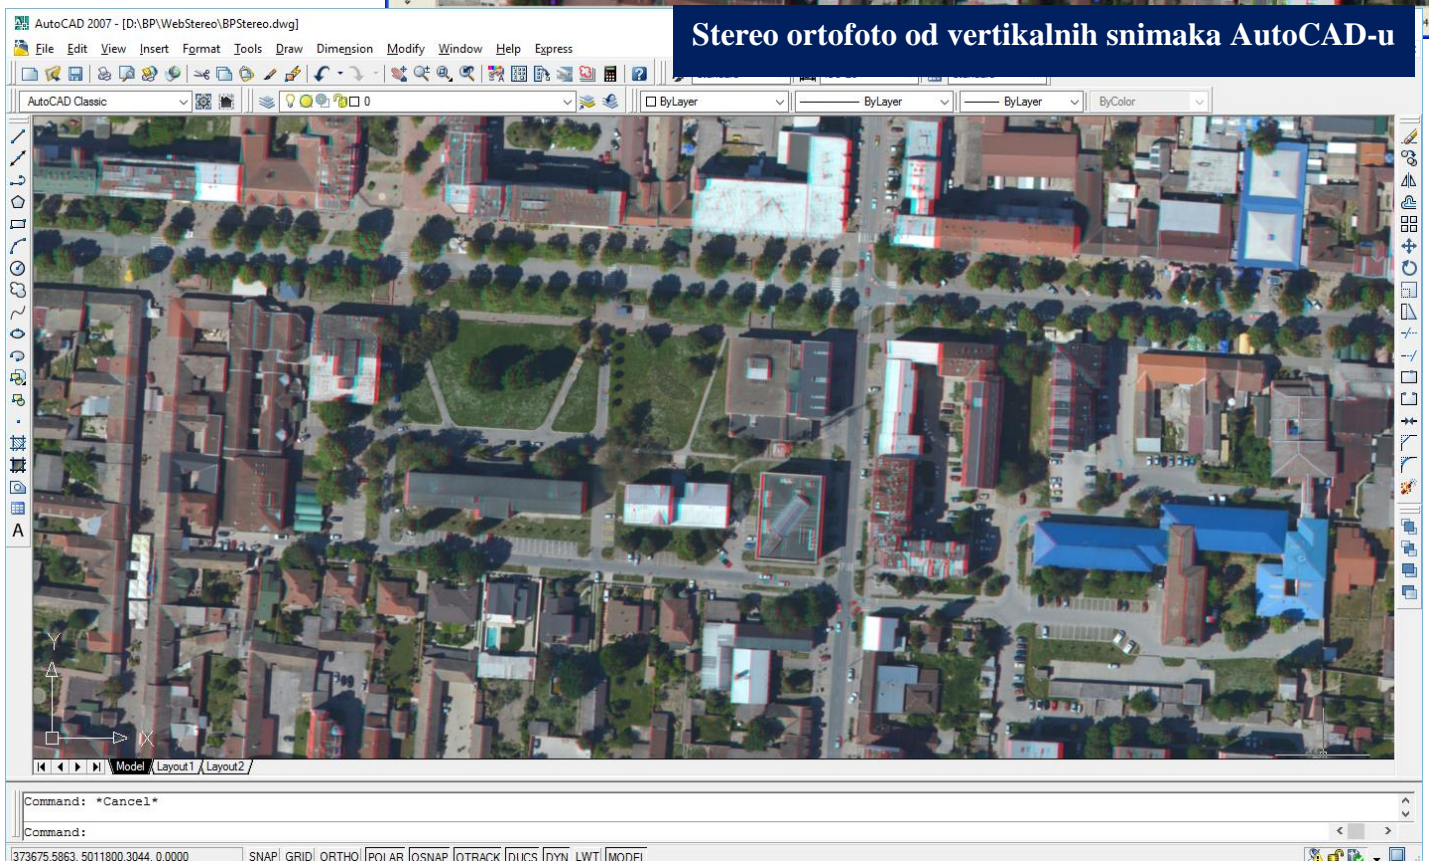 AutoCAD 2007 - [D:\BP\WebStereo\BPStereo.dwg]
Stereo ortofoto od vertikalnih snimaka AutoCAD-u
File Edit View Insert Format Tools Draw Dimension Modify Window Help Express
AutoCAD Classic
0
ByLayer
ByLayer
ByLayer
ByColor
A
Y
X
Model Layout1 Layout2
Command: *Cancel*
Command:
373675.5863, 5011800.3044, 0.0000 SNAP GRID ORTHO POLAR OSNAP OTRACK DUCS DYN LWT MODEL